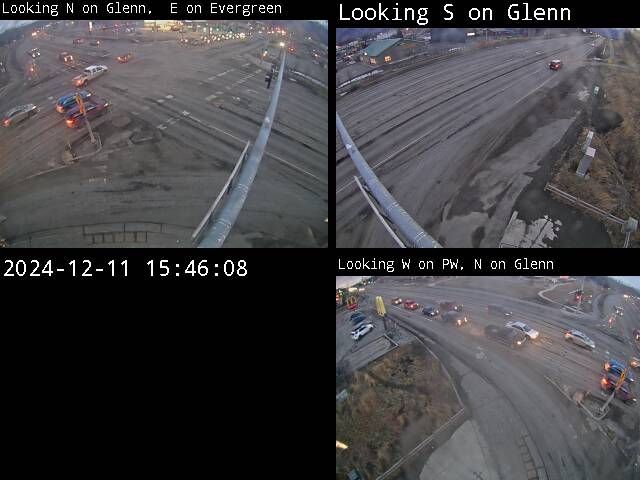 Looking N on Glenn,  E on Evergreen
Looking S on Glenn
2024-12-11 15:46:08
Looking W on PW, N on Glenn